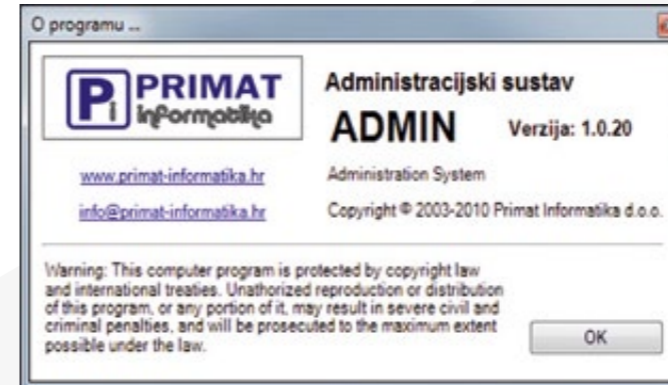 O programu ...
Pi PRIMAT
informatika
Administracijski sustav
ADMIN Verzija: 1.0.20
www.primat-informatika.hr
Administration System
info@primat-informatika.hr
Copyright © 2003-2010 Primat Informatika d.o.o.
Warning: This computer program is protected by copyright law
and international treaties. Unathorized reproduction or distribution
of this program, or any portion of it, may result in severe civil and
criminal penalties, and will be prosecuted to the maximum extent
possible under the law.
OK